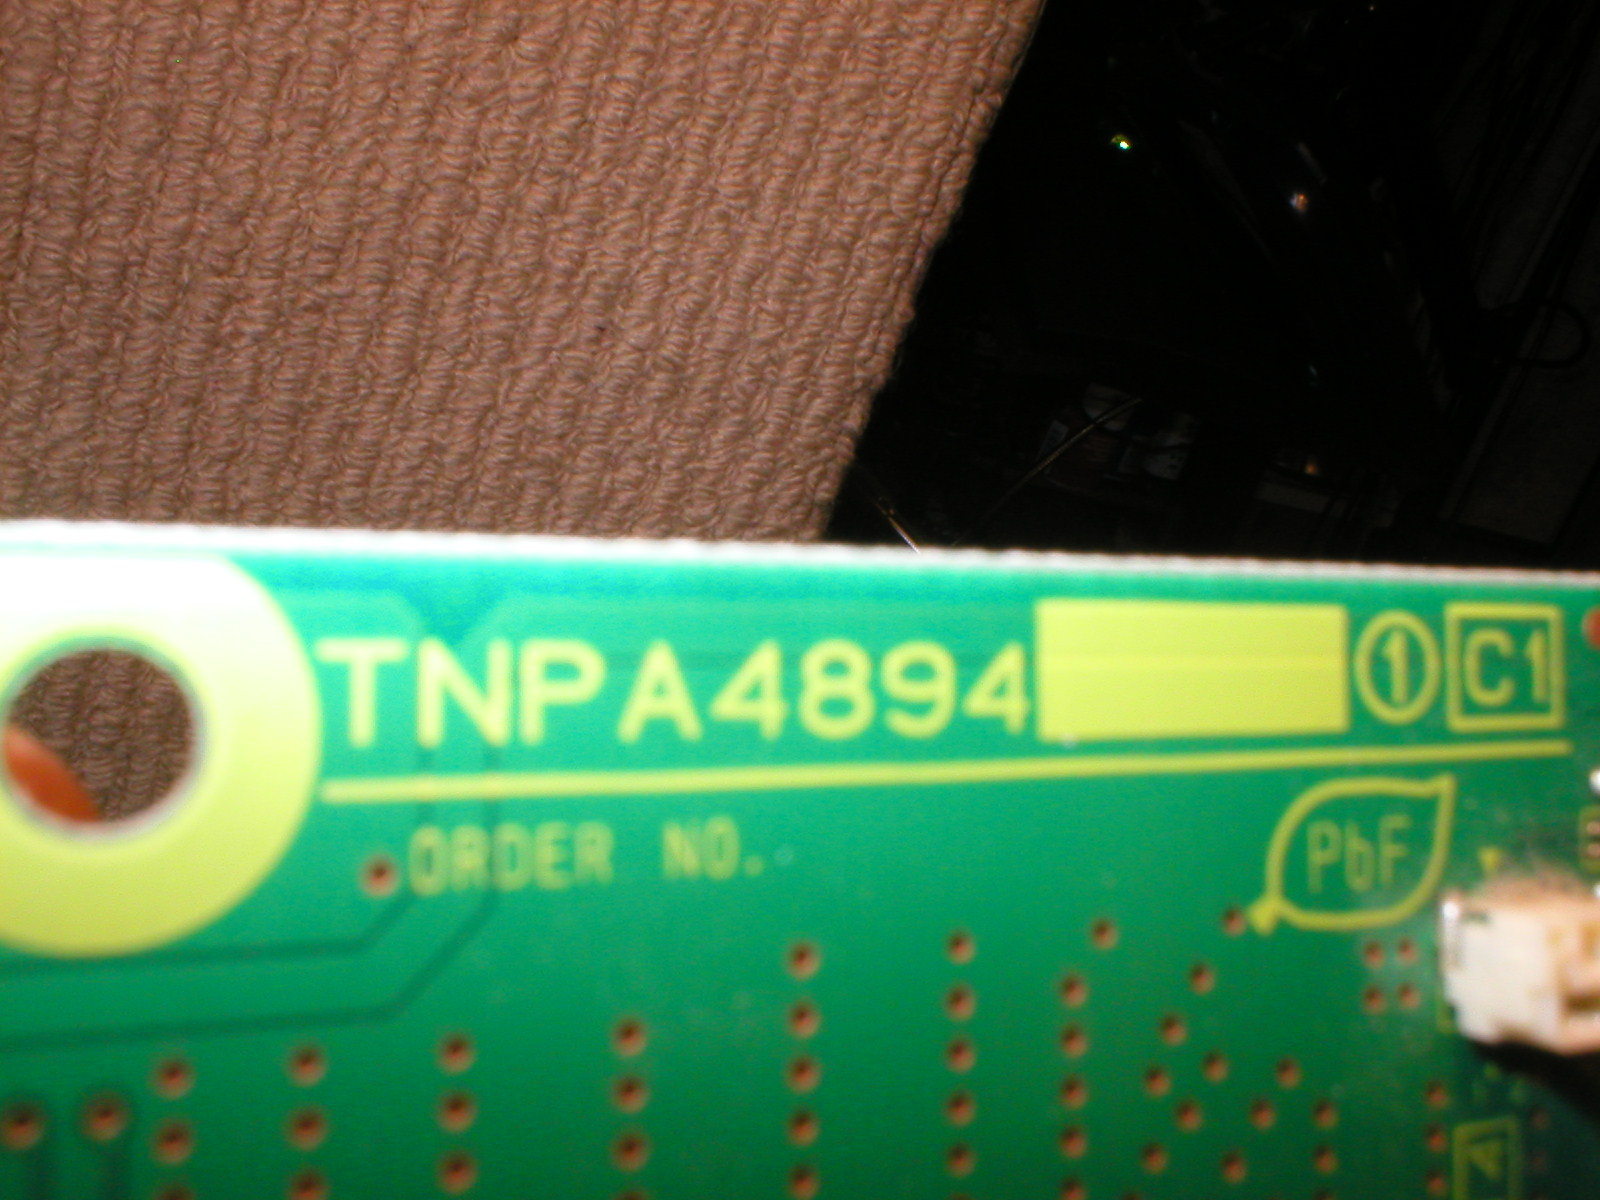 TNPA4894 1 C1
ORDER NO.
PbF
A